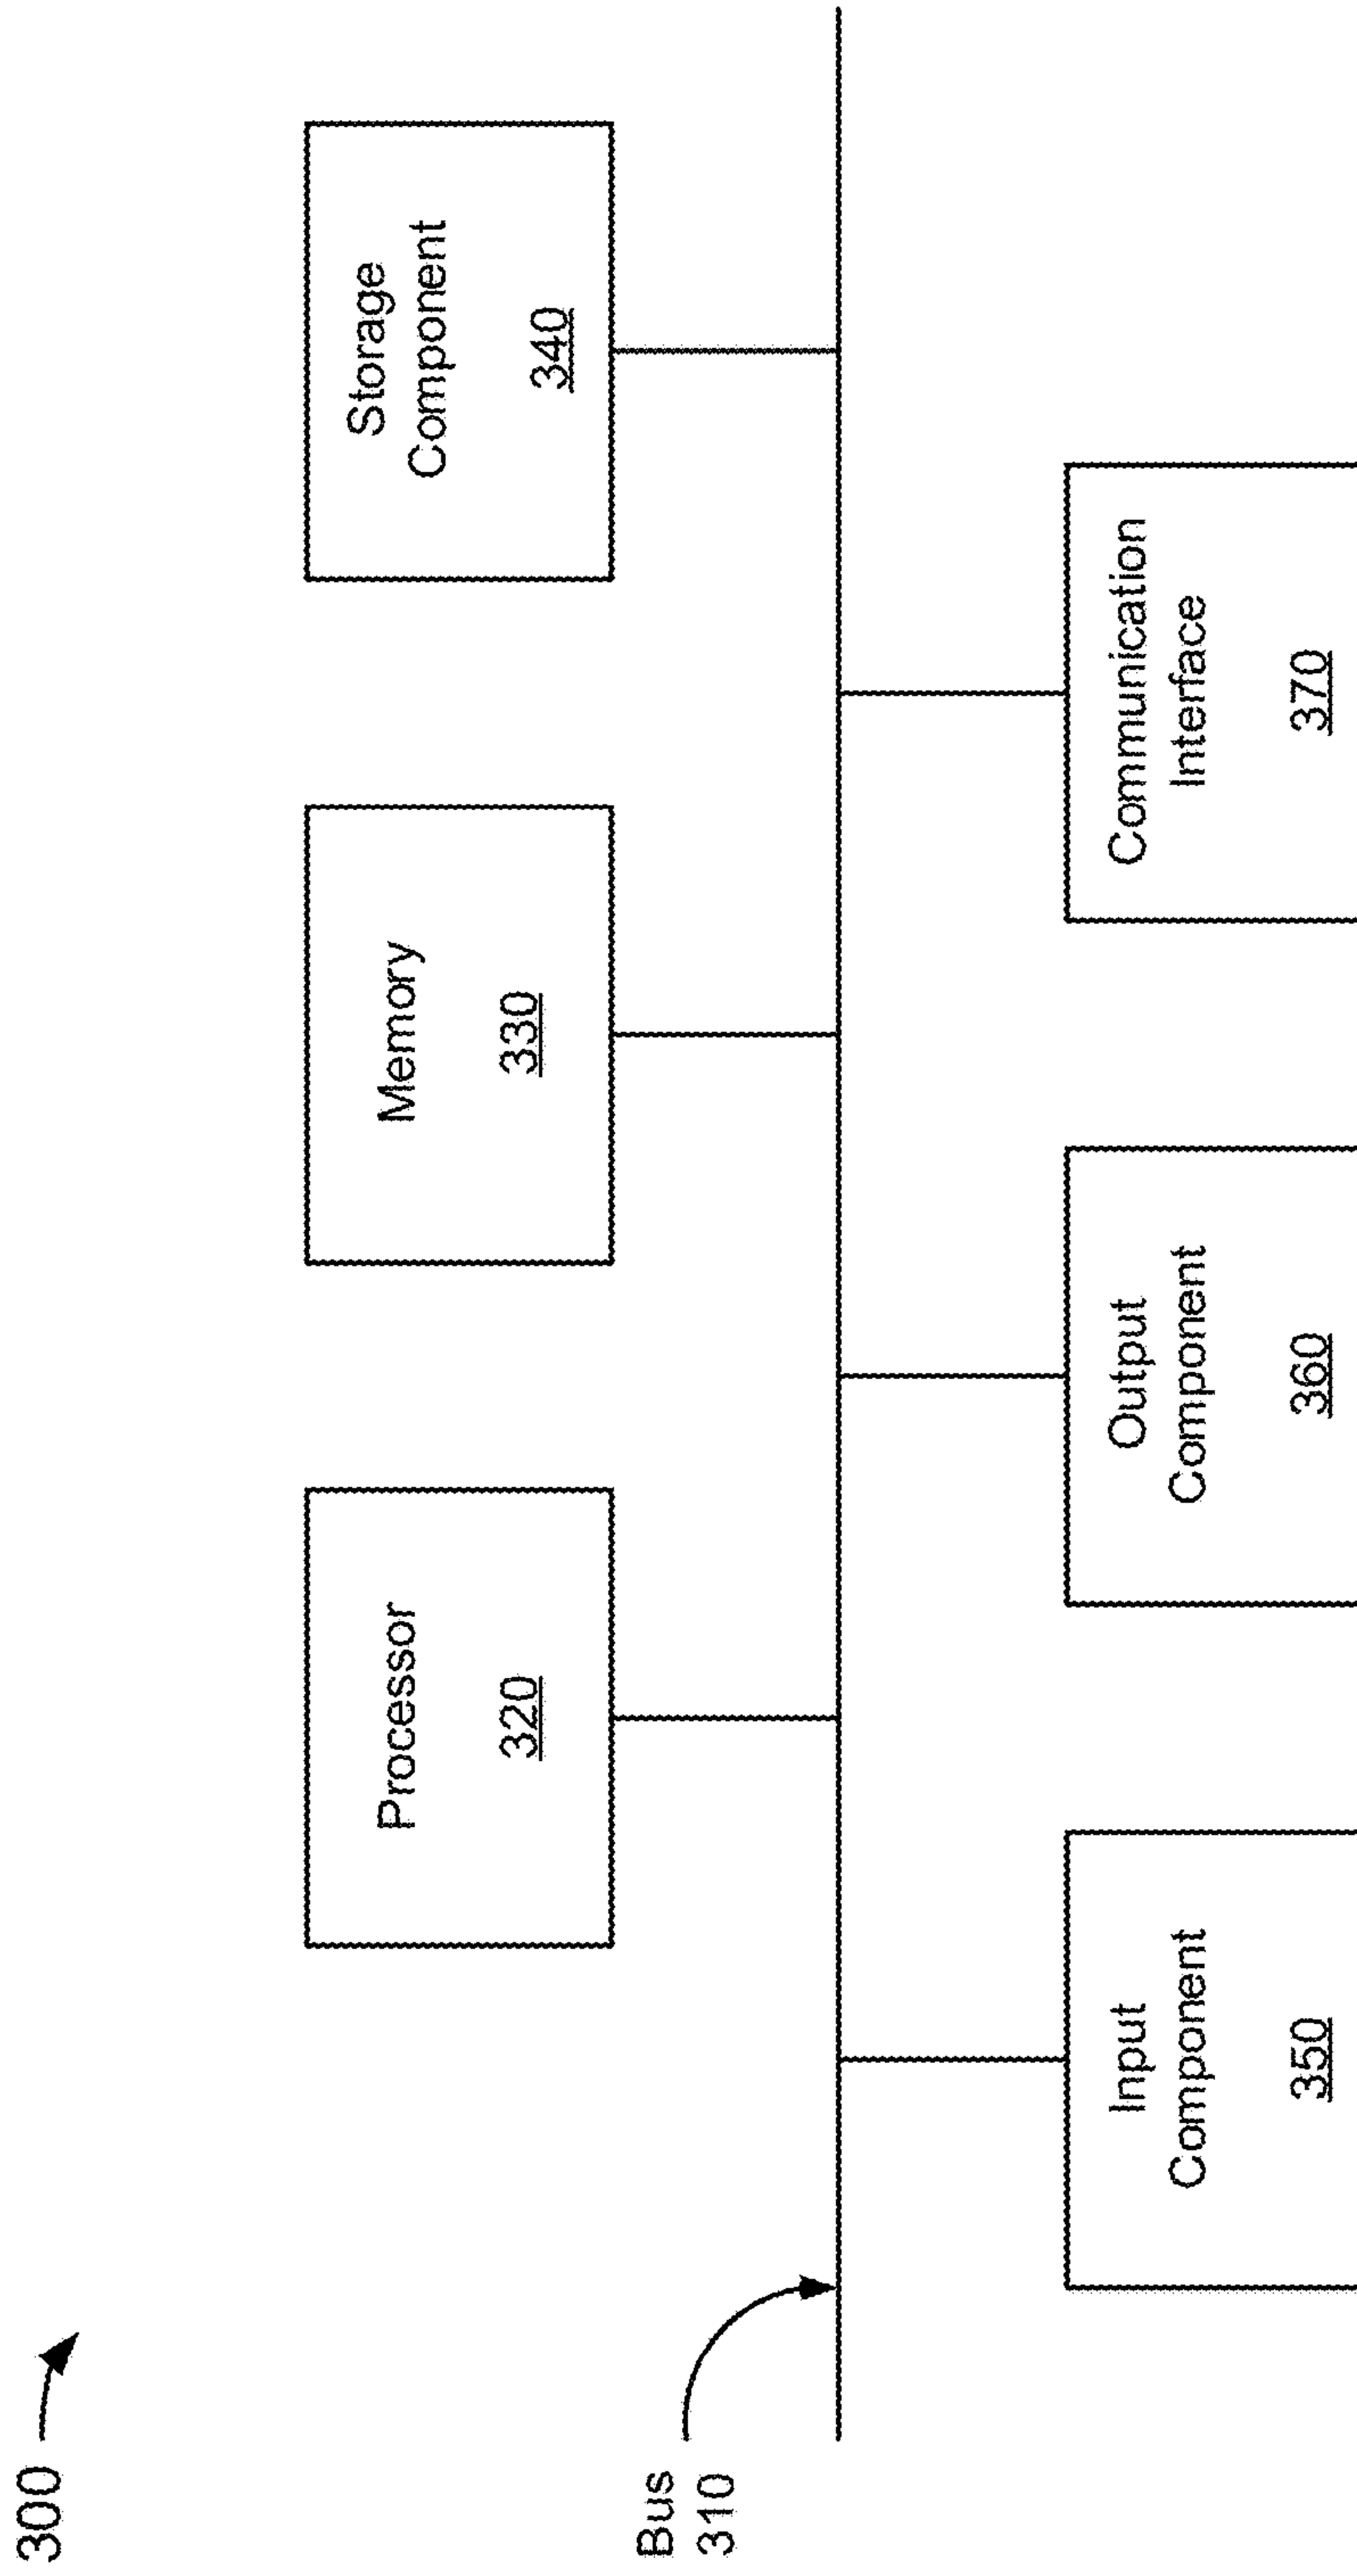 300
Processor
320
Memory
330
Storage
Component
340
Bus
310
Input
Component
350
Output
Component
360
Communication
Interface
370